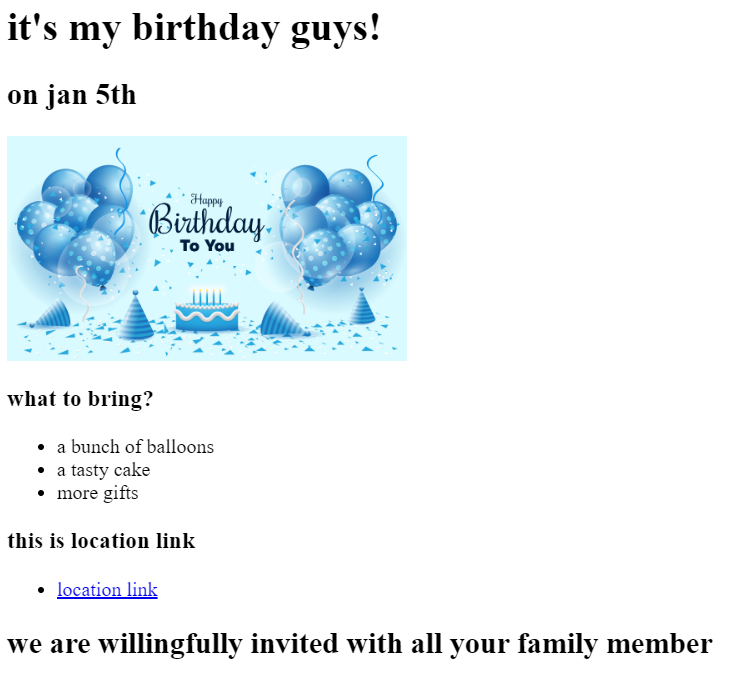 it's my birthday guys!
on jan 5th
Happy
Birthday
To You
what to bring?
a bunch of balloons
a tasty cake
more gifts
this is location link
location link
we are willingfully invited with all your family member